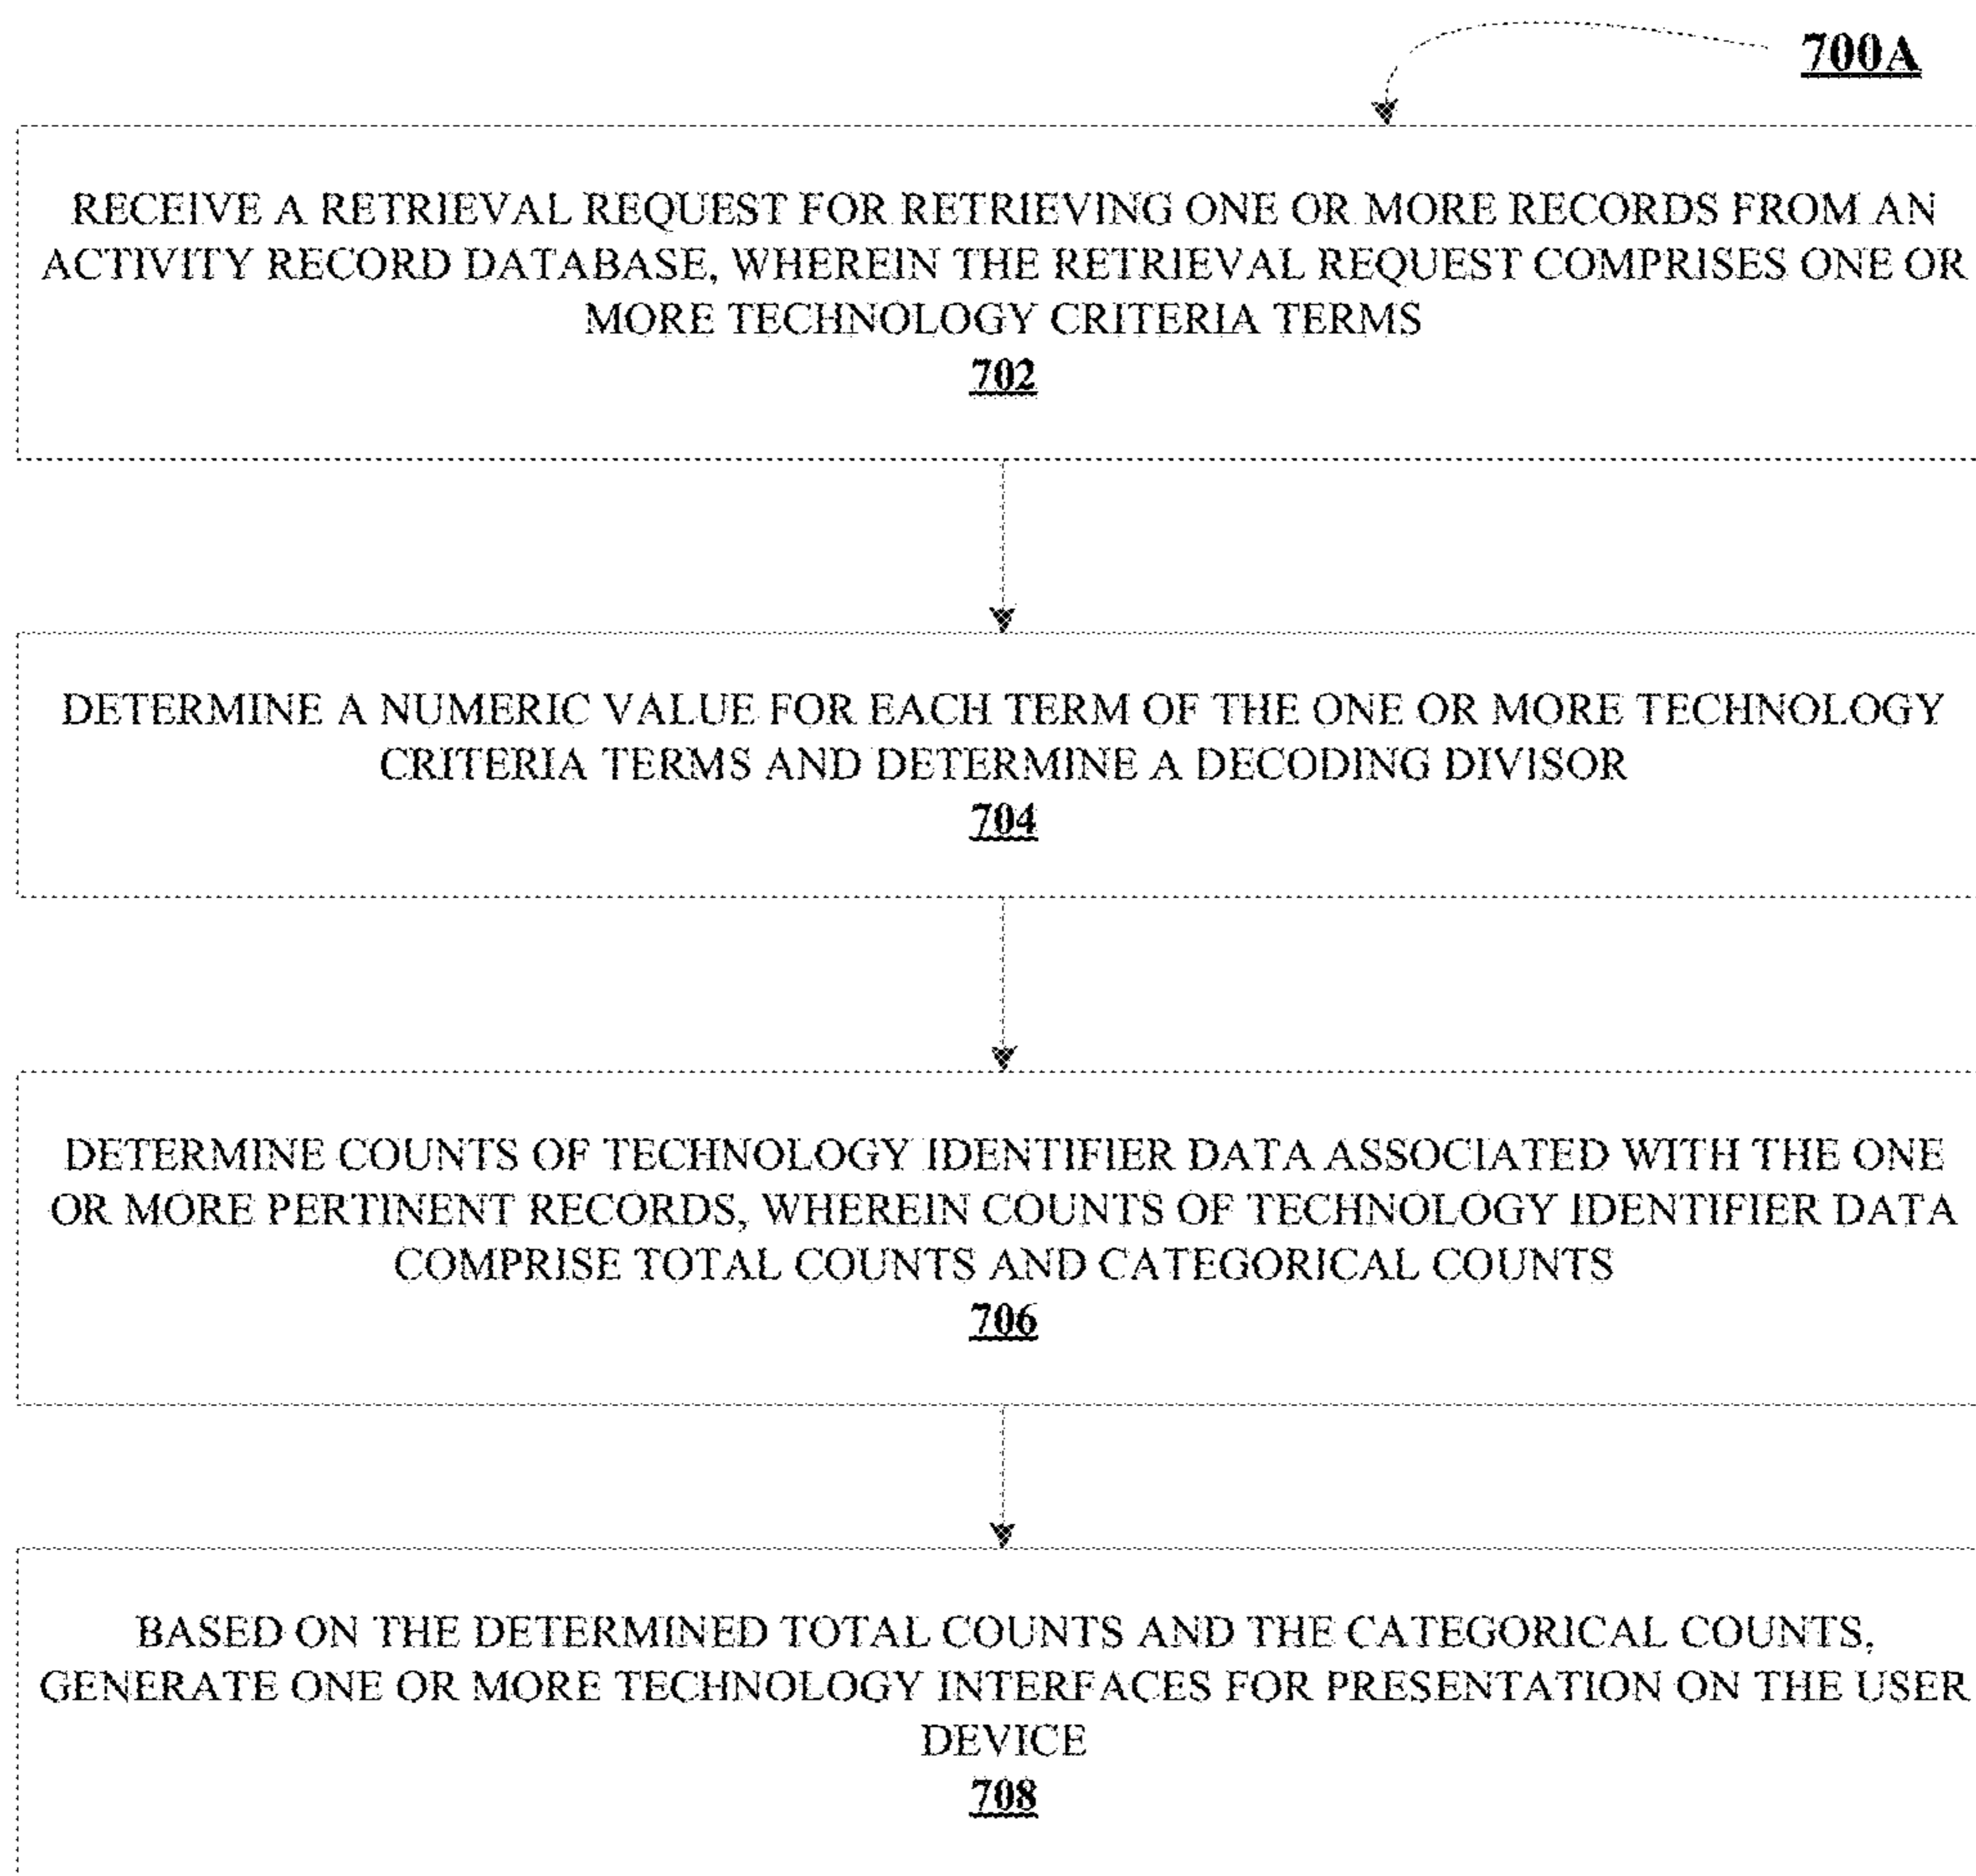 700A
RECEIVE A RETRIEVAL REQUEST FOR RETRIEVING ONE OR MORE RECORDS FROM AN
ACTIVITY RECORD DATABASE, WHEREIN THE RETRIEVAL REQUEST COMPRISES ONE OR
MORE TECHNOLOGY CRITERIA TERMS
702
DETERMINE A NUMERIC VALUE FOR EACH TERM OF THE ONE OR MORE TECHNOLOGY
CRITERIA TERMS AND DETERMINE A DECODING DIVISOR
704
DETERMINE COUNTS OF TECHNOLOGY IDENTIFIER DATA ASSOCIATED WITH THE ONE
OR MORE PERTINENT RECORDS, WHEREIN COUNTS OF TECHNOLOGY IDENTIFIER DATA
COMPRISE TOTAL COUNTS AND CATEGORICAL COUNTS
706
BASED ON THE DETERMINED TOTAL COUNTS AND THE CATEGORICAL COUNTS,
GENERATE ONE OR MORE TECHNOLOGY INTERFACES FOR PRESENTATION ON THE USER
DEVICE
708